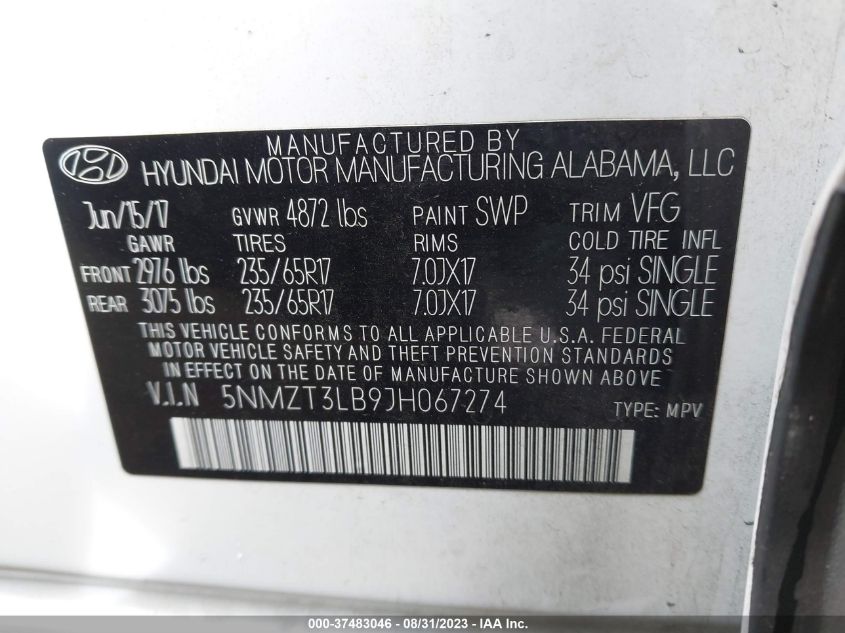 MANUFACTURED BY
HYUNDAI MOTOR MANUFACTURING ALABAMA, LLC
Jun/15/17 GVWR 4872 lbs PAINT SWP TRIM VFG
GAWR TIRES RIMS COLD TIRE INFL
FRONT 2976 lbs 235/65R17 7.0JX17 34 psi SINGLE
REAR 3075 lbs 235/65R17 7.0JX17 34 psi SINGLE
THIS VEHICLE CONFORMS TO ALL APPLICABLE U.S.A. FEDERAL
MOTOR VEHICLE SAFETY AND THEFT PREVENTION STANDARDS
IN EFFECT ON THE DATE OF MANUFACTURE SHOWN ABOVE.
V.I.N 5NMZT3LB9JH067274 TYPE: MPV
000-37483046 - 08/31/2023 - IAA Inc.